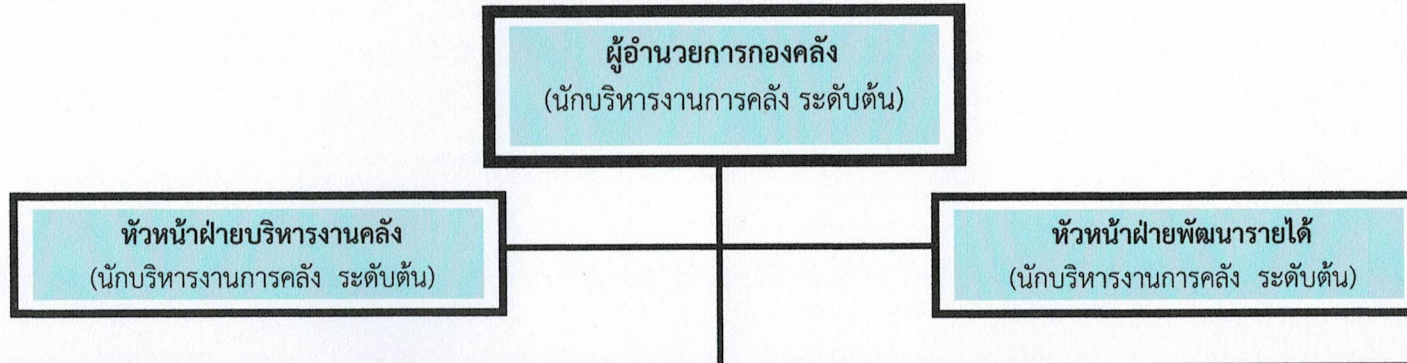 ผู้อำนวยการกองคลัง
(นักบริหารงานการคลัง ระดับต้น)
หัวหน้าฝ่ายบริหารงานคลัง
(นักบริหารงานการคลัง ระดับต้น)
หัวหน้าฝ่ายพัฒนารายได้
(นักบริหารงานการคลัง ระดับต้น)